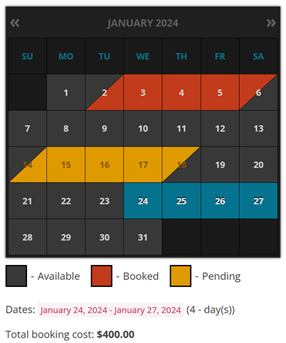 « JANUARY 2024 »
SU MO TU WE TH FR SA
1 2 3 4 5 6
7 8 9 10 11 12 13
14 15 16 17 18 19 20
21 22 23 24 25 26 27
28 29 30 31
- Available - Booked - Pending
Dates: January 24, 2024 - January 27, 2024 (4 - day(s))
Total booking cost: $400.00